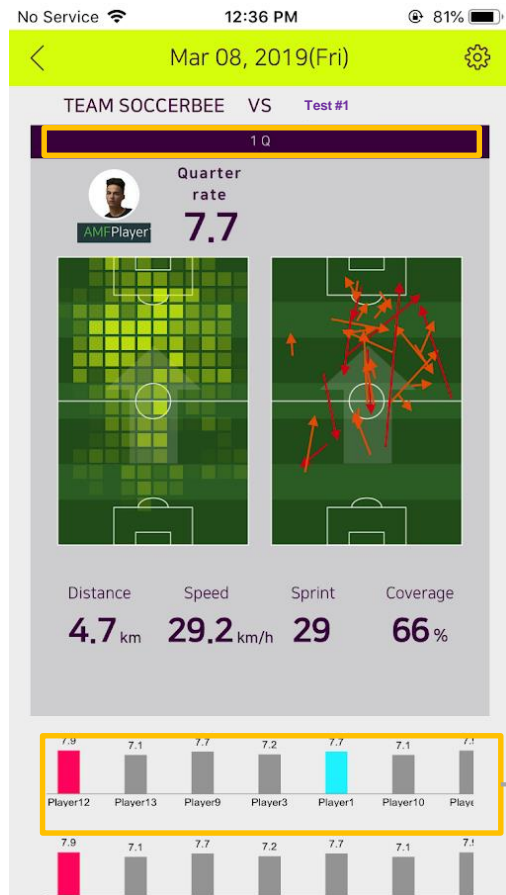 No Service 12:36 PM 81%
Mar 08, 2019(Fri)
TEAM SOCCERBEE VS Test #1
1 Q
Quarter
rate
AMFPlayer
7.7
Distance Speed Sprint Coverage
4.7 km 29.2 km/h 29 66 %
7.9 7.1 7.7 7.2 7.7 7.1
Player12 Player13 Player9 Player3 Player1 Player10 Playe
7.9 7.1 7.7 7.2 7.7 7.1